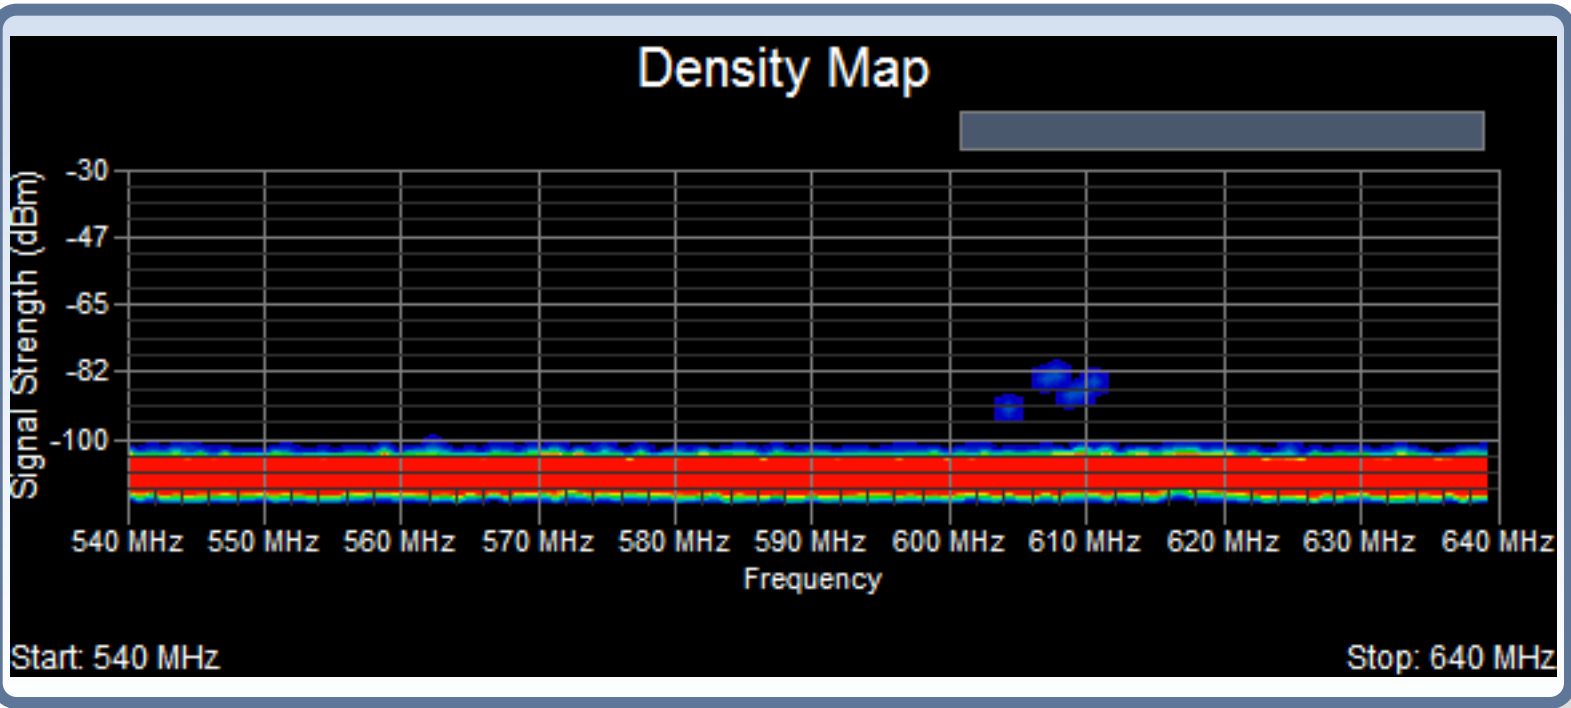 Density Map
Signal Strength (dBm)
-30
-47
-65
-82
-100
540 MHz 550 MHz 560 MHz 570 MHz 580 MHz 590 MHz 600 MHz 610 MHz 620 MHz 630 MHz 640 MHz
Frequency
Start: 540 MHz Stop: 640 MHz